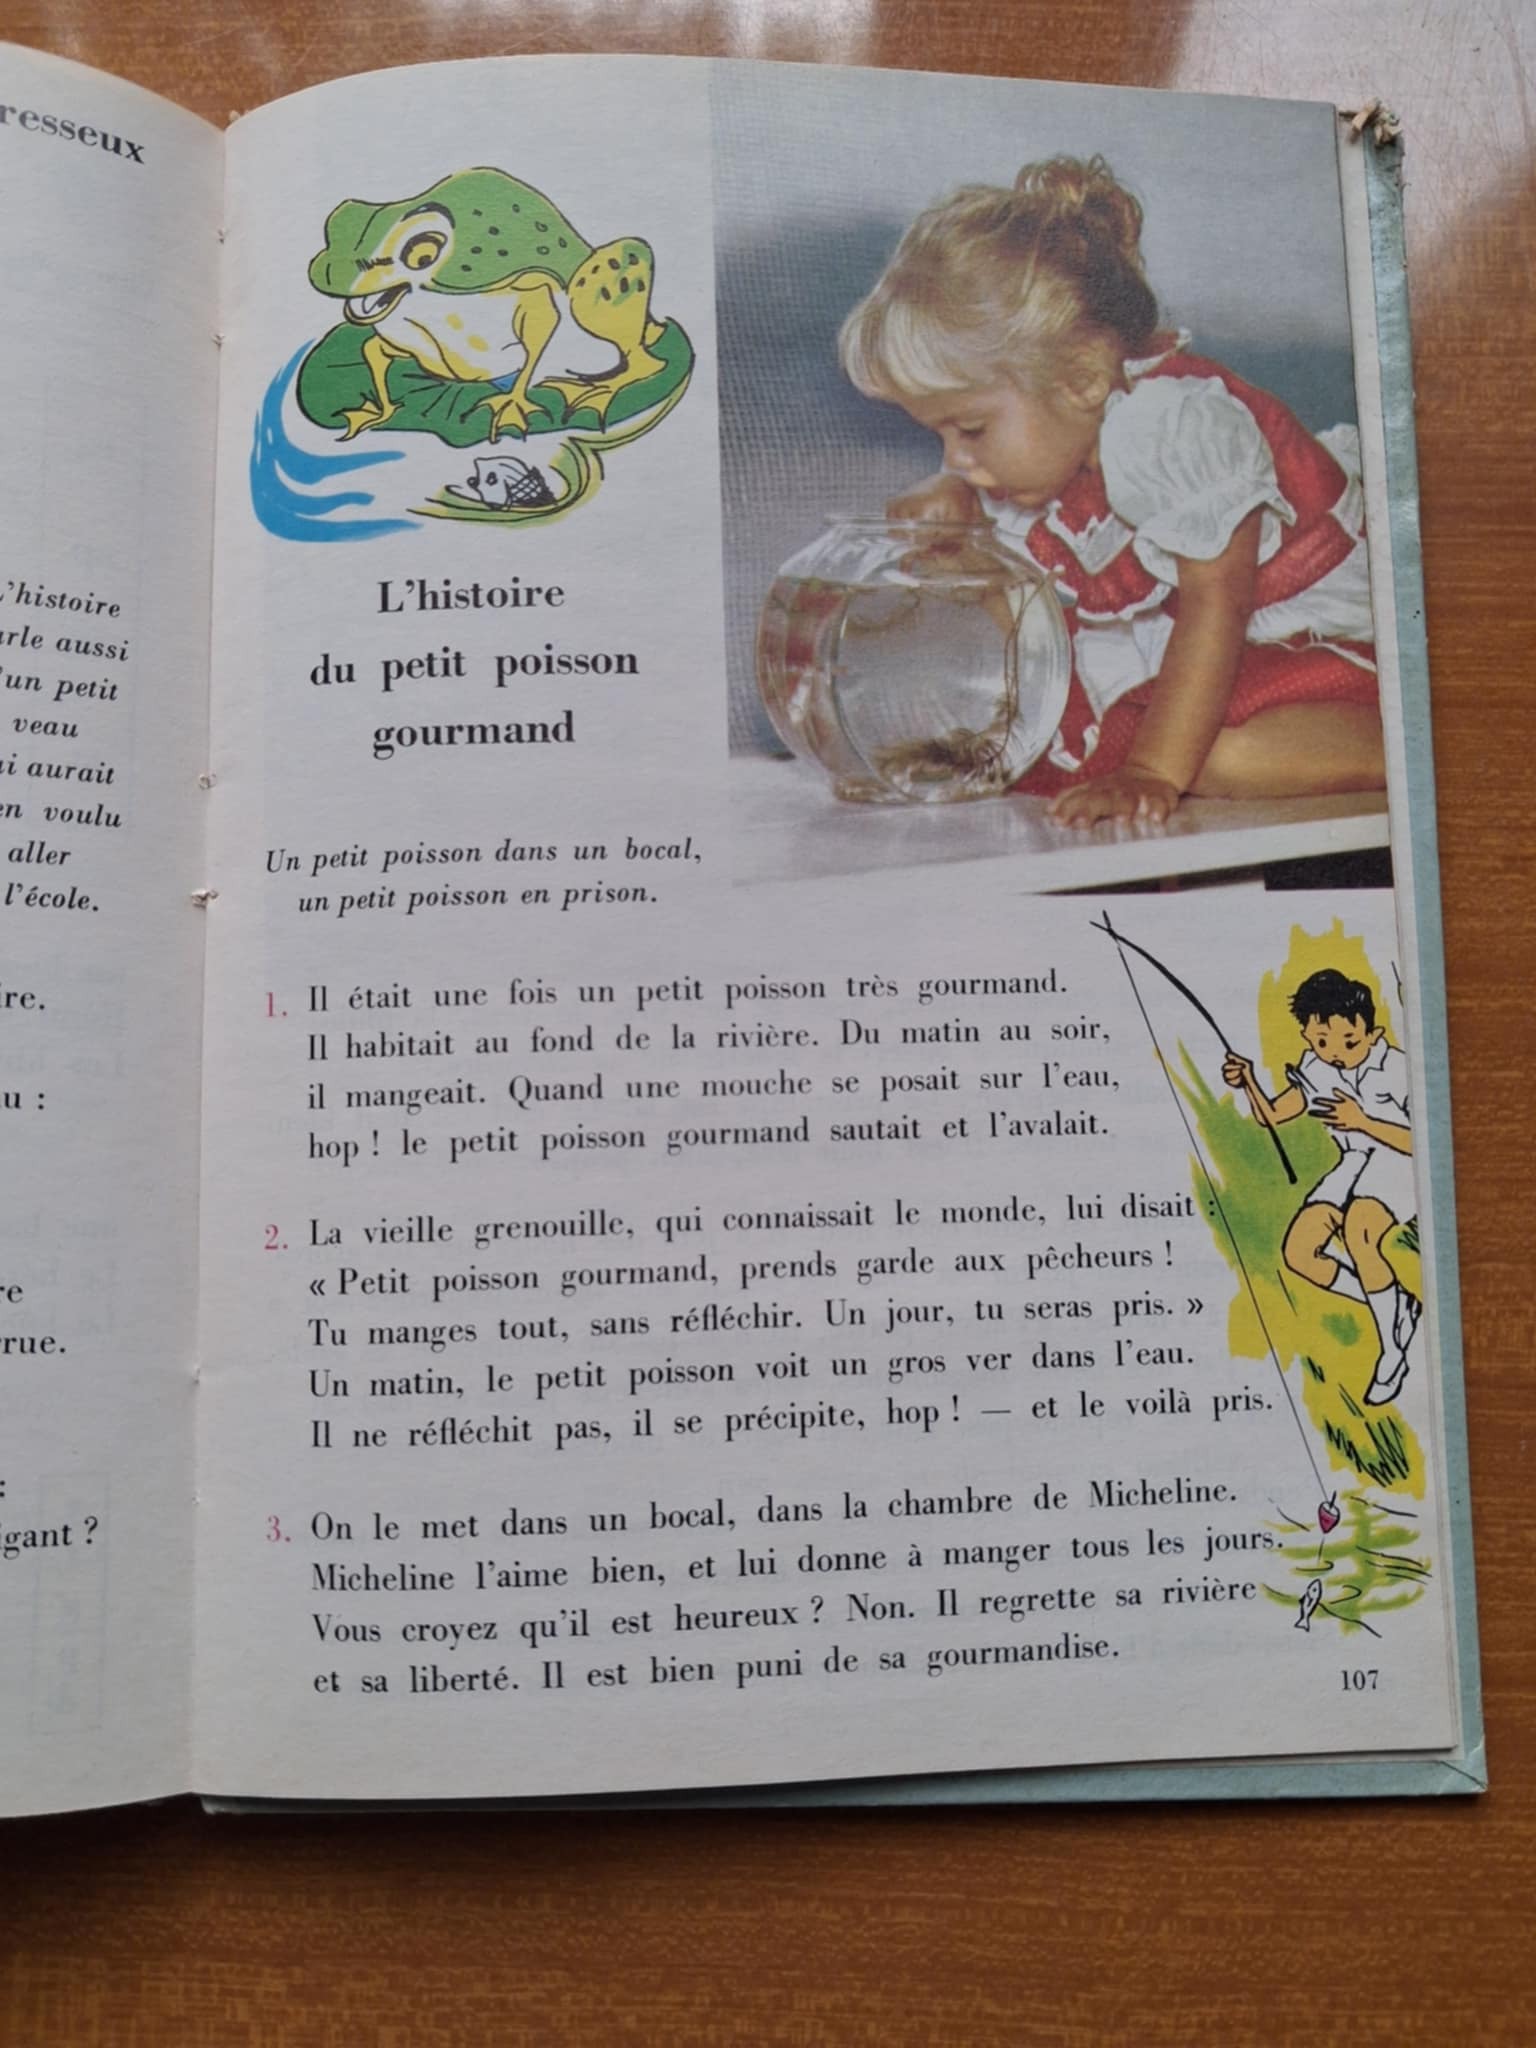 resseux
L'histoire
aussi
un petit
veau
aurait
voulu
aller
l'école.
L'histoire
du petit poisson
gourmand
Un petit poisson dans un bocal,
un petit poisson en prison.
1. Il était une fois un petit poisson très gourmand.
Il habitait au fond de la rivière. Du matin au soir,
il mangeait. Quand une mouche se posait sur l'eau,
hop ! le petit poisson gourmand sautait et l'avalait.
2. La vieille grenouille, qui connaissait le monde, lui disait :
« Petit poisson gourmand, prends garde aux pêcheurs !
Tu manges tout, sans réfléchir. Un jour, tu seras pris. »
Un matin, le petit poisson voit un gros ver dans l'eau.
Il ne réfléchit pas, il se précipite, hop ! — et le voilà pris.
3. On le met dans un bocal, dans la chambre de Micheline.
Micheline l'aime bien, et lui donne à manger tous les jours.
Vous croyez qu'il est heureux ? Non. Il regrette sa rivière
et sa liberté. Il est bien puni de sa gourmandise.
107